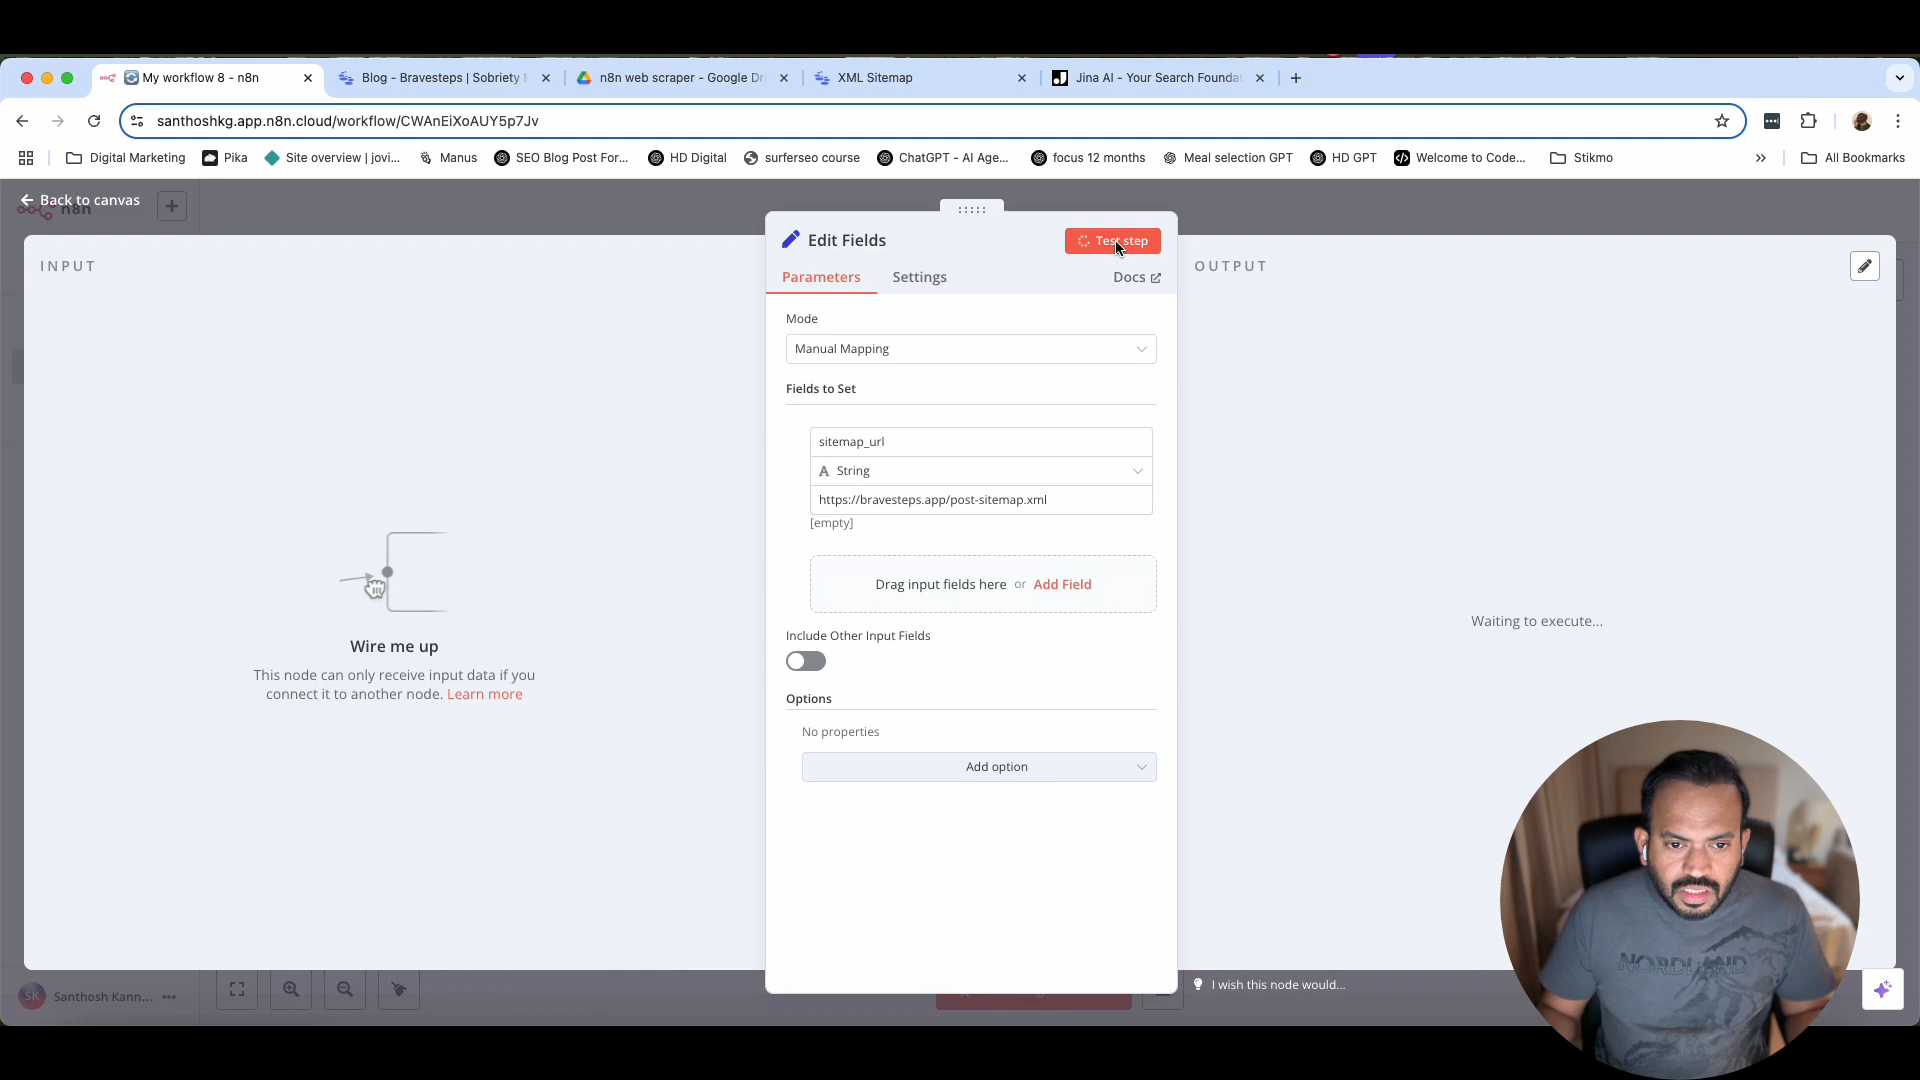 My workflow 8 - n8n
Blog - Bravesteps | Sobriety
n8n web scraper - Google Dri
XML Sitemap
Jina AI - Your Search Founda
santhoshkg.app.n8n.cloud/workflow/CWAnEiXoAUY5p7Jv
Digital Marketing
Pika
Site overview | jovi...
Manus
SEO Blog Post For...
HD Digital
surferseo course
ChatGPT - AI Age...
focus 12 months
Meal selection GPT
HD GPT
Welcome to Code...
Stikmo
All Bookmarks
Back to canvas
n8n
INPUT
Edit Fields
Test step
OUTPUT
Parameters
Settings
Docs
Mode
Manual Mapping
Fields to Set
sitemap_url
A String
https://bravesteps.app/post-sitemap.xml
[empty]
Drag input fields here or Add Field
Include Other Input Fields
Options
No properties
Add option
Wire me up
This node can only receive input data if you
connect it to another node. Learn more
Waiting to execute...
SK
Santhosh Kann...
I wish this node would...
NORDLAND